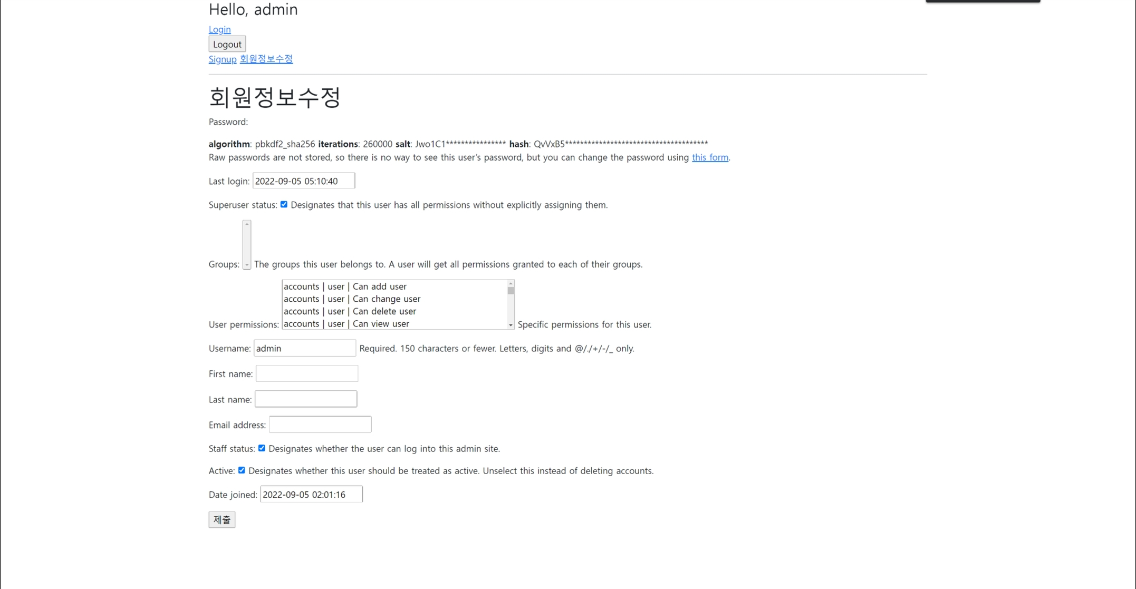 Hello, admin
Login
Logout
Signup 회원정보수정
회원정보수정
Password:
algorithm: pbkdf2_sha256 iterations: 260000 salt: Jwo1C1**************** hash: QvVxB5**************************************
Raw passwords are not stored, so there is no way to see this user's password, but you can change the password using this form.
Last login: 2022-09-05 05:10:40
Superuser status: Designates that this user has all permissions without explicitly assigning them.
Groups: The groups this user belongs to. A user will get all permissions granted to each of their groups.
accounts | user | Can add user
accounts | user | Can change user
accounts | user | Can delete user
accounts | user | Can view user
User permissions: Specific permissions for this user.
Username: admin Required. 150 characters or fewer. Letters, digits and @/./+/-/_ only.
First name:
Last name:
Email address:
Staff status: Designates whether the user can log into this admin site.
Active: Designates whether this user should be treated as active. Unselect this instead of deleting accounts.
Date joined: 2022-09-05 02:01:16
제출